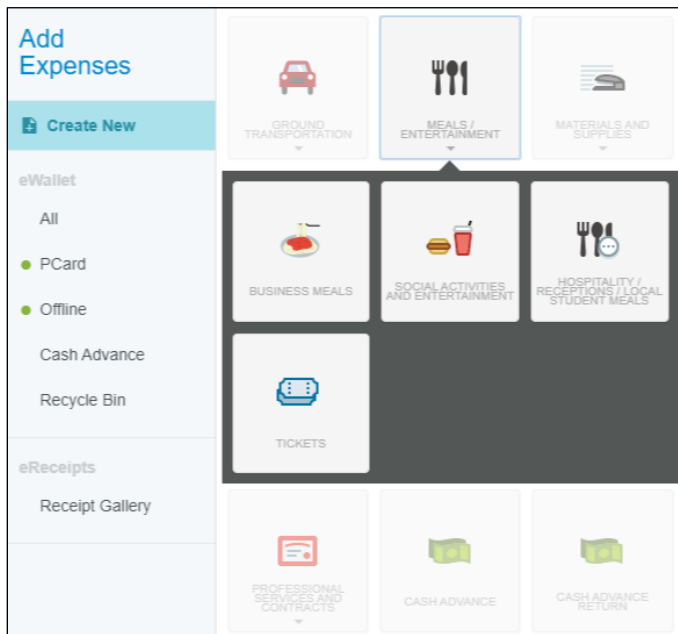 Add
Expenses
Create New
eWallet
All
PCard
Offline
Cash Advance
Recycle Bin
eReceipts
Receipt Gallery
GROUND
TRANSPORTATION
MEALS /
ENTERTAINMENT
MATERIALS AND
SUPPLIES
BUSINESS MEALS
SOCIAL ACTIVITIES
AND ENTERTAINMENT
HOSPITALITY /
RECEPTIONS / LOCAL
STUDENT MEALS
TICKETS
PROFESSIONAL
SERVICES AND
CONTRACTS
CASH ADVANCE
CASH ADVANCE
RETURN